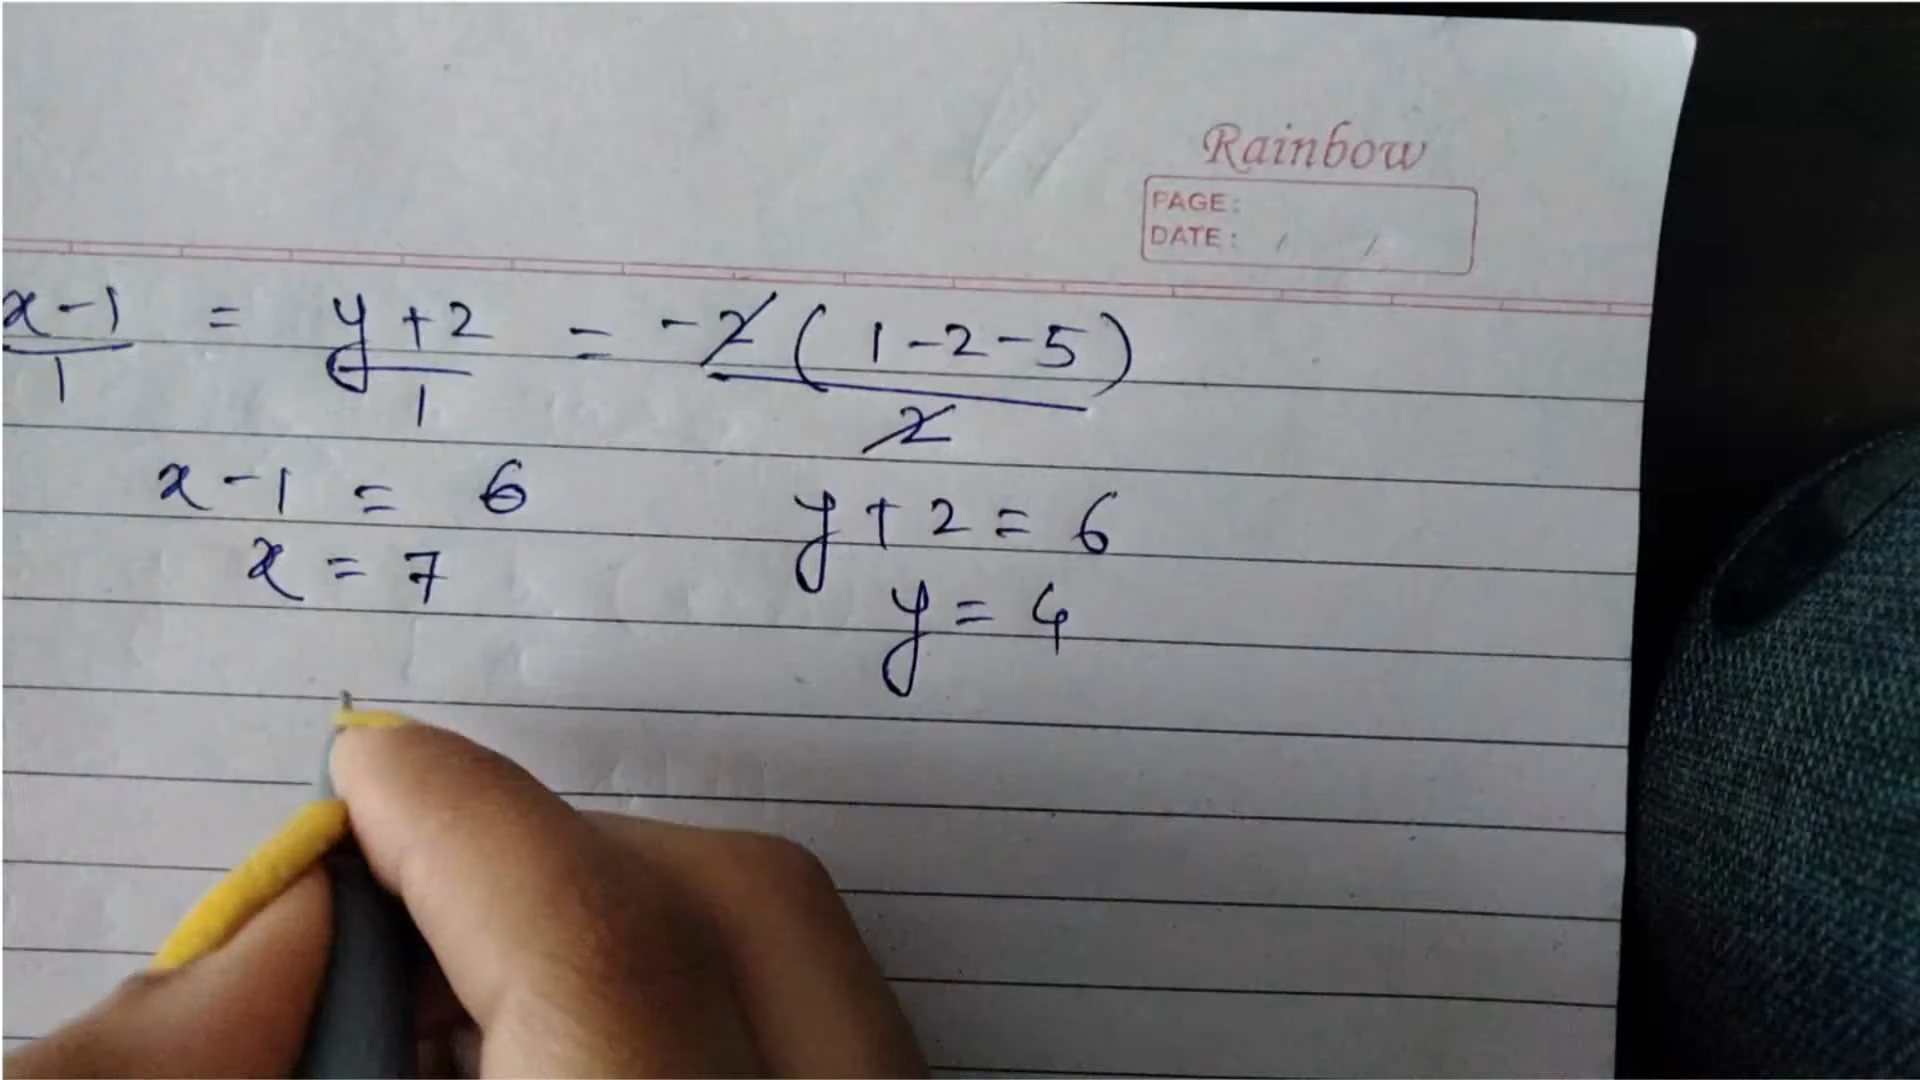 Rainbow
PAGE:
DATE: / /
x-1/1 = y+2/1 = -2(1-2-5)/2
x-1 = 6 y+2=6
x = 7 y=4